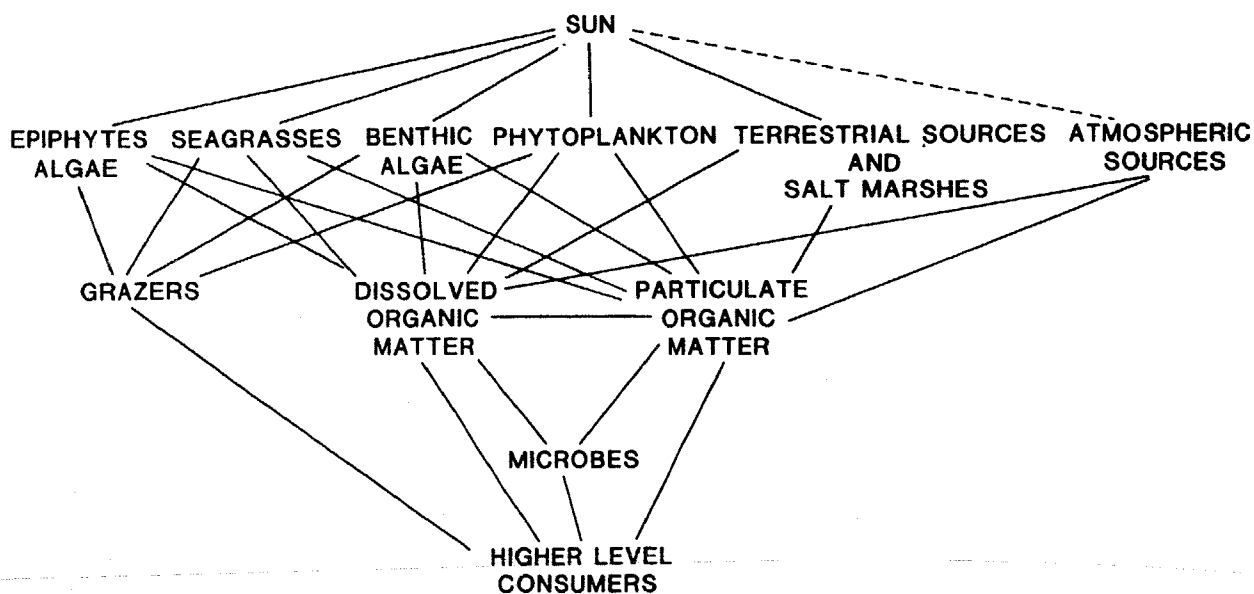 SUN
EPIPHYTES
ALGAE
SEAGRASSES
BENTHIC
ALGAE
PHYTOPLANKTON
TERRESTRIAL SOURCES
AND
SALT MARSHES
ATMOSPHERIC
SOURCES
GRAZERS
DISSOLVED
ORGANIC
MATTER
PARTICULATE
ORGANIC
MATTER
MICROBES
HIGHER LEVEL
CONSUMERS